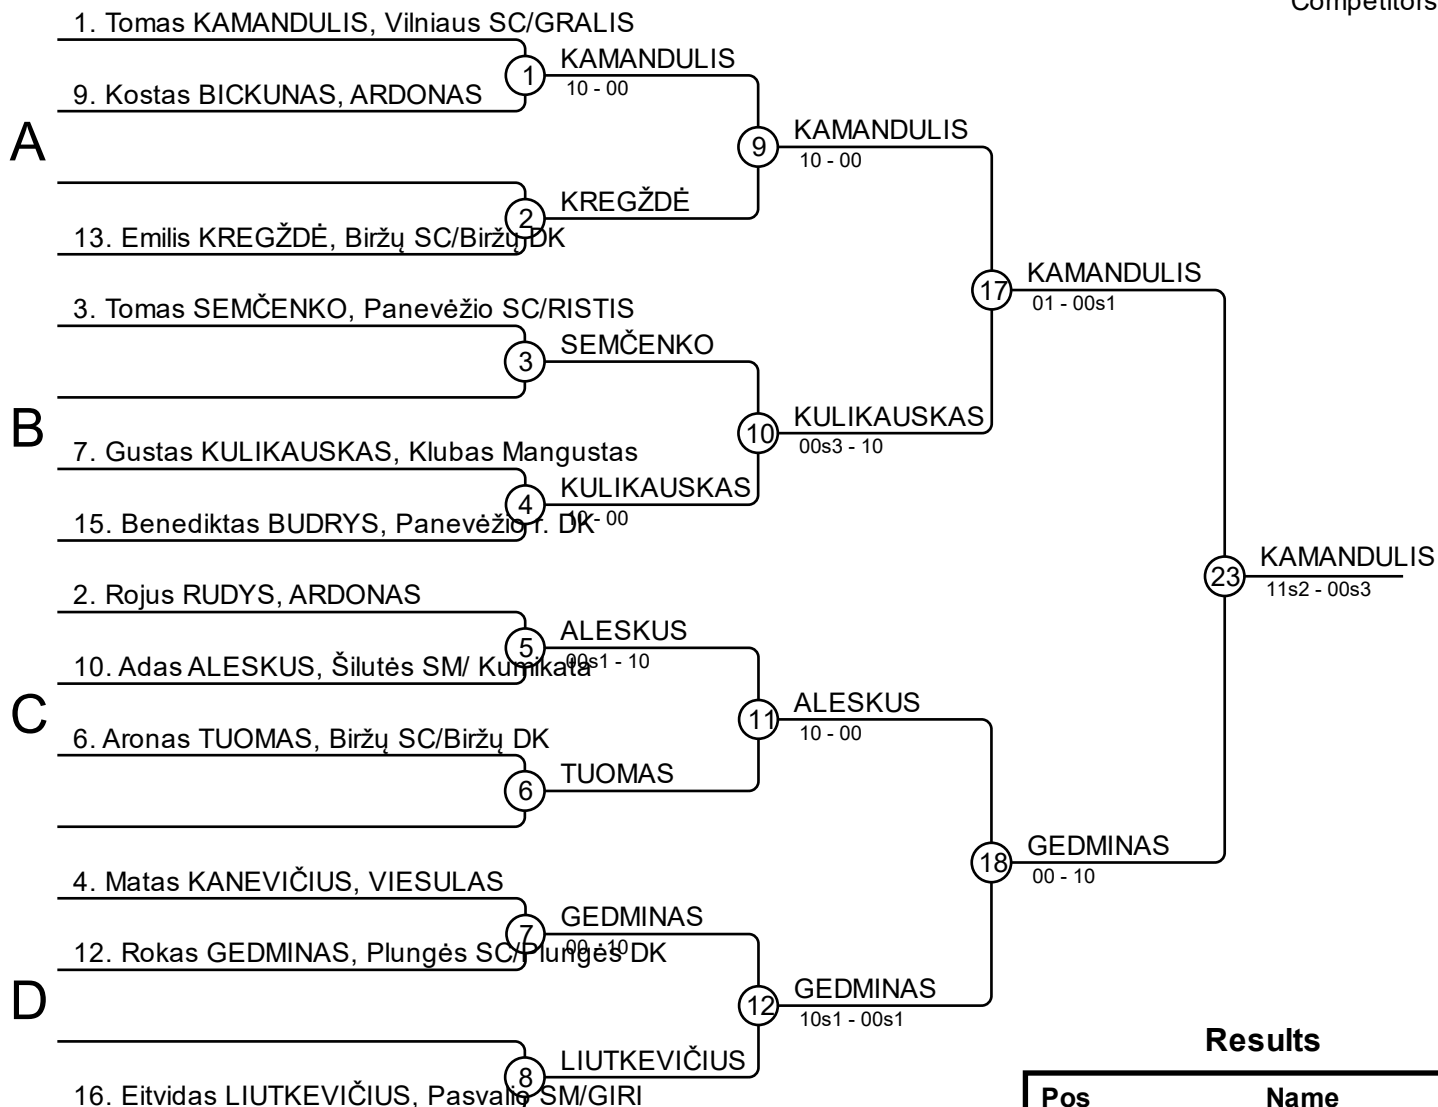 Competitors
1. Tomas KAMANDULIS, Vilniaus SC/GRALIS
1
KAMANDULIS
10 - 00
9. Kostas BICKUNAS, ARDONAS
A
9
KAMANDULIS
10 - 00
2
KREGŽDĖ
13. Emilis KREGŽDĖ, Biržų SC/Biržų DK
17
KAMANDULIS
01 - 00s1
3. Tomas SEMČENKO, Panevėžio SC/RISTIS
3
SEMČENKO
B
10
KULIKAUSKAS
00s3 - 10
7. Gustas KULIKAUSKAS, Klubas Mangustas
4
KULIKAUSKAS
10 - 00
15. Benediktas BUDRYS, Panevėžio r. DK
23
KAMANDULIS
11s2 - 00s3
2. Rojus RUDYS, ARDONAS
5
ALESKUS
00s1 - 10
10. Adas ALESKUS, Šilutės SM/ Kumikata
C
11
ALESKUS
10 - 00
6. Aronas TUOMAS, Biržų SC/Biržų DK
6
TUOMAS
18
GEDMINAS
00 - 10
4. Matas KANEVIČIUS, VIESULAS
7
GEDMINAS
00 - 10
12. Rokas GEDMINAS, Plungės SC/Plungės DK
D
12
GEDMINAS
10s1 - 00s1
8
LIUTKEVIČIUS
16. Eitvidas LIUTKEVIČIUS, Pasvalio SM/GIRI
Results
Pos Name